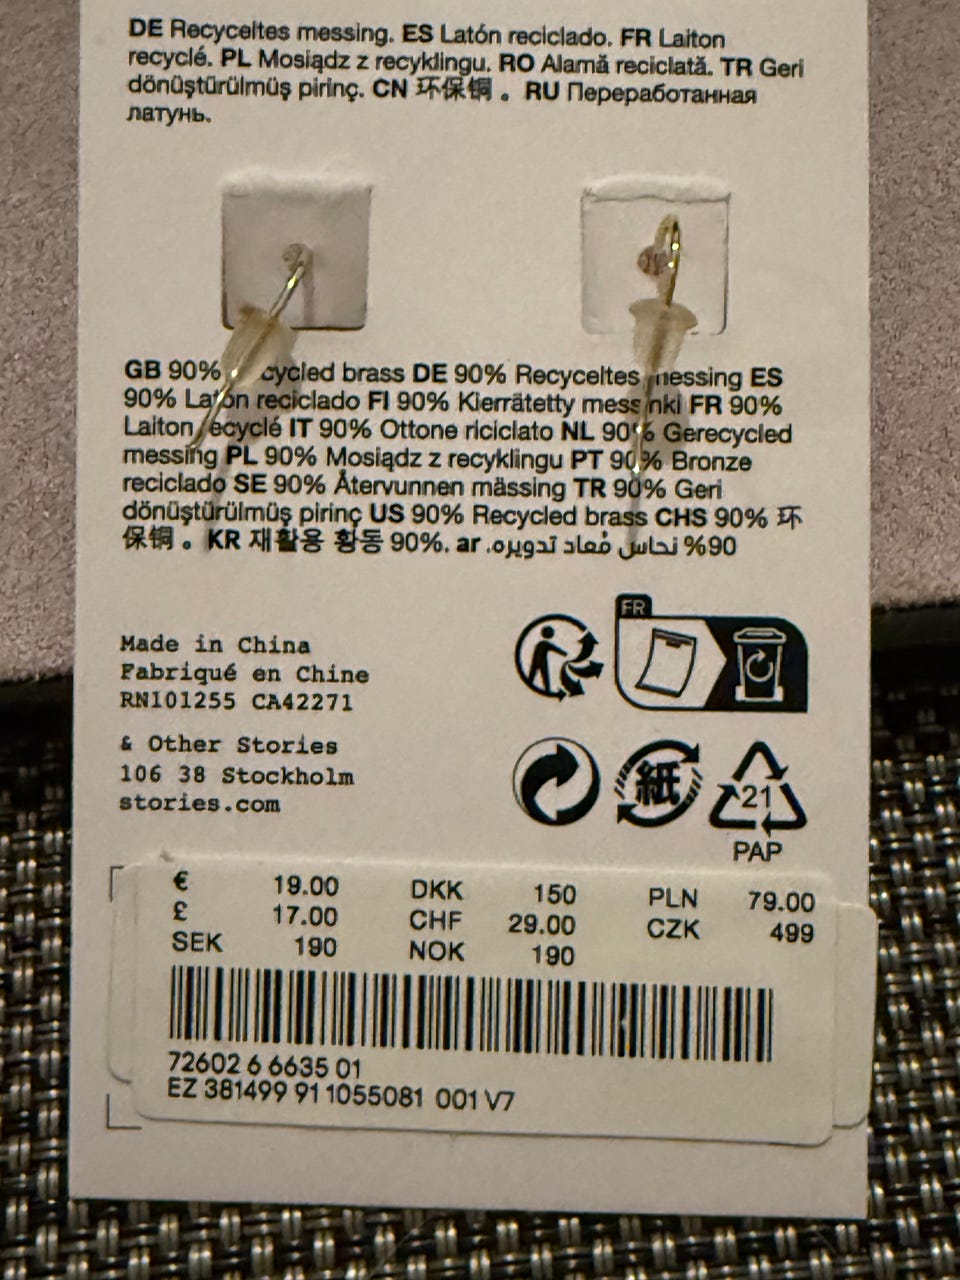 DE Recyceltes messing. ES Latón reciclado. FR Laiton
recyclé. PL Mosiądz z recyklingu. RO Alamă reciclată. TR Geri
dönüştürülmüş pirinç. CN 环保铜 。 RU Переработанная
латунь.
GB 90% cycled brass DE 90% Recyceltes messing ES
90% Latón reciclado FI 90% Kierrätetty messinki FR 90%
Laiton recyclé IT 90% Ottone riciclato NL 90% Gerecycled
messing PL 90% Mosiądz z recyklingu PT 90% Bronze
reciclado SE 90% Återvunnen mässing TR 90% Geri
dönüştürülmüş pirinç US 90% Recycled brass CHS 90% 环
保铜 。 KR 재활용 황동 90%. ar .نحاس مُعاد تدويره %90
FR
Made in China
Fabriqué en Chine
RN101255 CA42271
& Other Stories
106 38 Stockholm
stories.com
紙
21
PAP
€ 19.00 DKK 150 PLN 79.00
£ 17.00 CHF 29.00 CZK 499
SEK 190 NOK 190
72602 6 6635 01
EZ 381499 91 1055081 001 V7